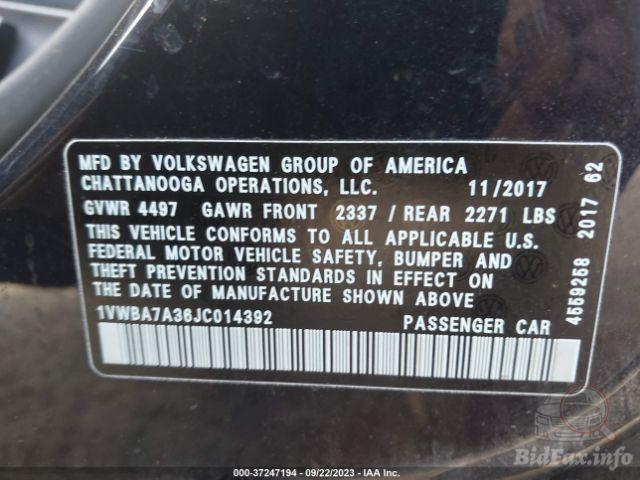 MFD BY VOLKSWAGEN GROUP OF AMERICA
CHATTANOOGA OPERATIONS, LLC. 11/2017
GVWR 4497 GAWR FRONT 2337 / REAR 2271 LBS
THIS VEHICLE CONFORMS TO ALL APPLICABLE U.S.
FEDERAL MOTOR VEHICLE SAFETY, BUMPER AND
THEFT PREVENTION STANDARDS IN EFFECT ON
THE DATE OF MANUFACTURE SHOWN ABOVE
1VWBA7A36JC014392 PASSENGER CAR
4559258 2017 62
BidFax.info
000-37247194 - 09/22/2023 - IAA Inc.